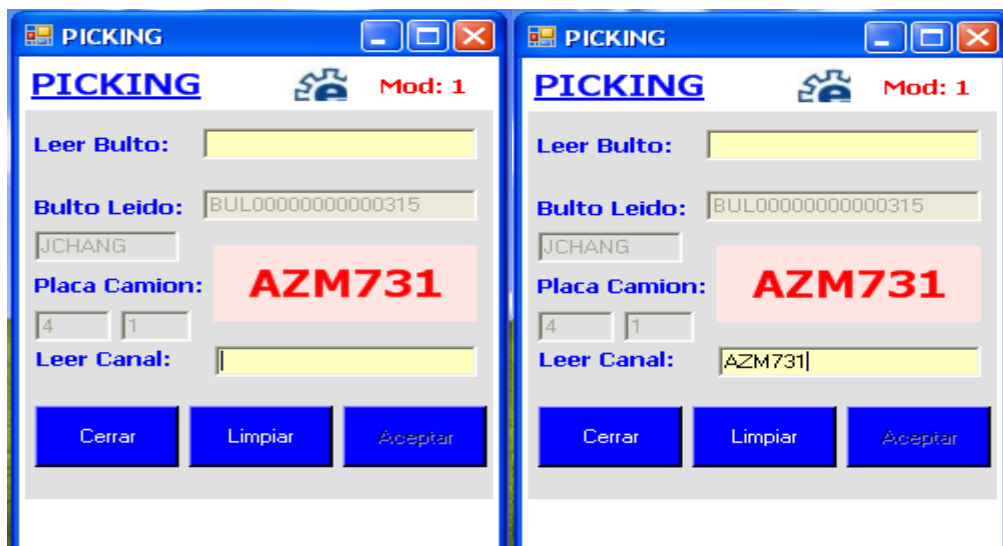 PICKING
PICKING
Mod: 1
Leer Bulto:
Bulto Leido: BUL00000000000315
JCHANG
Placa Camion: AZM731
4 1
Leer Canal:
Cerrar Limpiar Aceptar
PICKING
PICKING
Mod: 1
Leer Bulto:
Bulto Leido: BUL00000000000315
JCHANG
Placa Camion: AZM731
4 1
Leer Canal: AZM731
Cerrar Limpiar Aceptar